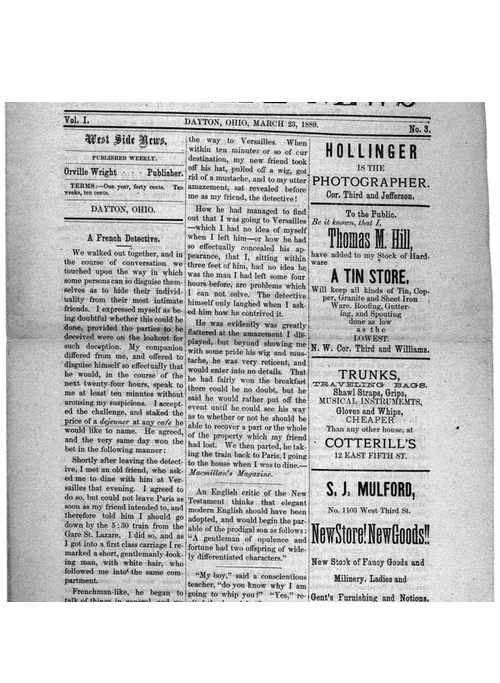 NEWS
Vol. I.
DAYTON, OHIO, MARCH 23, 1889.
No. 3.
West Side News.
PUBLISHED WEEKLY.
Orville Wright - - Publisher.
TERMS:—One year, forty cents. Ten
weeks, ten cents.
DAYTON, OHIO.
A French Detective.
We walked out together, and in
the course of conversation we
touched upon the way in which
some persons can so disguise them-
selves as to hide their individ-
uality from their most intimate
friends. I expressed myself as be-
ing doubtful whether this could be
done, provided the parties to be
deceived were on the lookout for
such deception. My companion
differed from me, and offered to
disguise himself so effectually that
he would, in the course of the
next twenty-four hours, speak to
me at least ten minutes without
arousing my suspicions. I accept-
ed the challenge, and staked the
price of a dejeuner at any cafe he
would like to name. He agreed,
and the very same day won the
bet in the following manner:
Shortly after leaving the detect-
ive, I met an old friend, who ask-
ed me to dine with him at Ver-
sailles that evening. I agreed to
do so, but could not leave Paris as
soon as my friend intended to, and
therefore told him I should go
down by the 5:30 train from the
Gare St. Lazare. I did so, and as
I got into a first class carriage I re-
marked a short, gentlemanly-look-
ing man, with white hair, who
followed me into the same com-
partment.
Frenchman-like, he began to
talk of things in general, and
the way to Versailles. When
within ten minutes or so of our
destination, my new friend took
off his hat, pulled off a wig, got
rid of a mustache, and to my utter
amazement, sat revealed before
me as my friend, the detective!
How he had managed to find
out that I was going to Versailles
—which I had no idea of myself
when I left him—or how he had
so effectually concealed his ap-
pearance, that I, sitting within
three feet of him, had no idea he
was the man I had left some four
hours before, are problems which
I can not solve. The detective
himself only laughed when I ask-
ed him how he contrived it.
He was evidently was greatly
flattered at the amazement I dis-
played, but beyond showing me
with some pride his wig and mus-
tache, he was very reticent, and
would enter into no details. That
he had fairly won the breakfast
there could be no doubt, but he
said he would rather put off the
event until he could see his way
as to whether or not he should be
able to recover a part or the whole
of the property which my friend
had lost. We then parted, he tak-
ing the train back to Paris, I going
to the house when I was to dine.—
Macmillan's Magazine.
An English critic of the New
Testament thinks that elegant
modern English should have been
adopted, and would begin the par-
able of the prodigal son as follows:
"A gentleman of opulence and
fortune had two offspring of wide-
ly differentiated characters."
"My boy," said a conscientious
teacher, "do you know why I am
going to whip you?" "Yes," re-
HOLLINGER
IS THE
PHOTOGRAPHER.
Cor. Third and Jefferson.
To the Public.
Be it known, that I,
Thomas M. Hill,
have added to my Stock of Hard-
ware
A TIN STORE.
Will keep all kinds of Tin, Cop-
per, Granite and Sheet Iron
Ware. Roofing, Gutter-
ing, and Spouting
done as low
as the
LOWEST.
N. W. Cor. Third and Williams.
TRUNKS,
TRAVELING BAGS.
Shawl Straps, Grips,
MUSICAL INSTRUMEMTS,
Gloves and Whips,
CHEAPER
Than any other house, at
COTTERILL'S
12 EAST FIFTH ST.
S. J. MULFORD,
No. 1103 West Third St.
New Store! New Goods!!
New Stock of Fancy Goods and
Milinery. Ladies and
Gent's Furnishing and Notions.